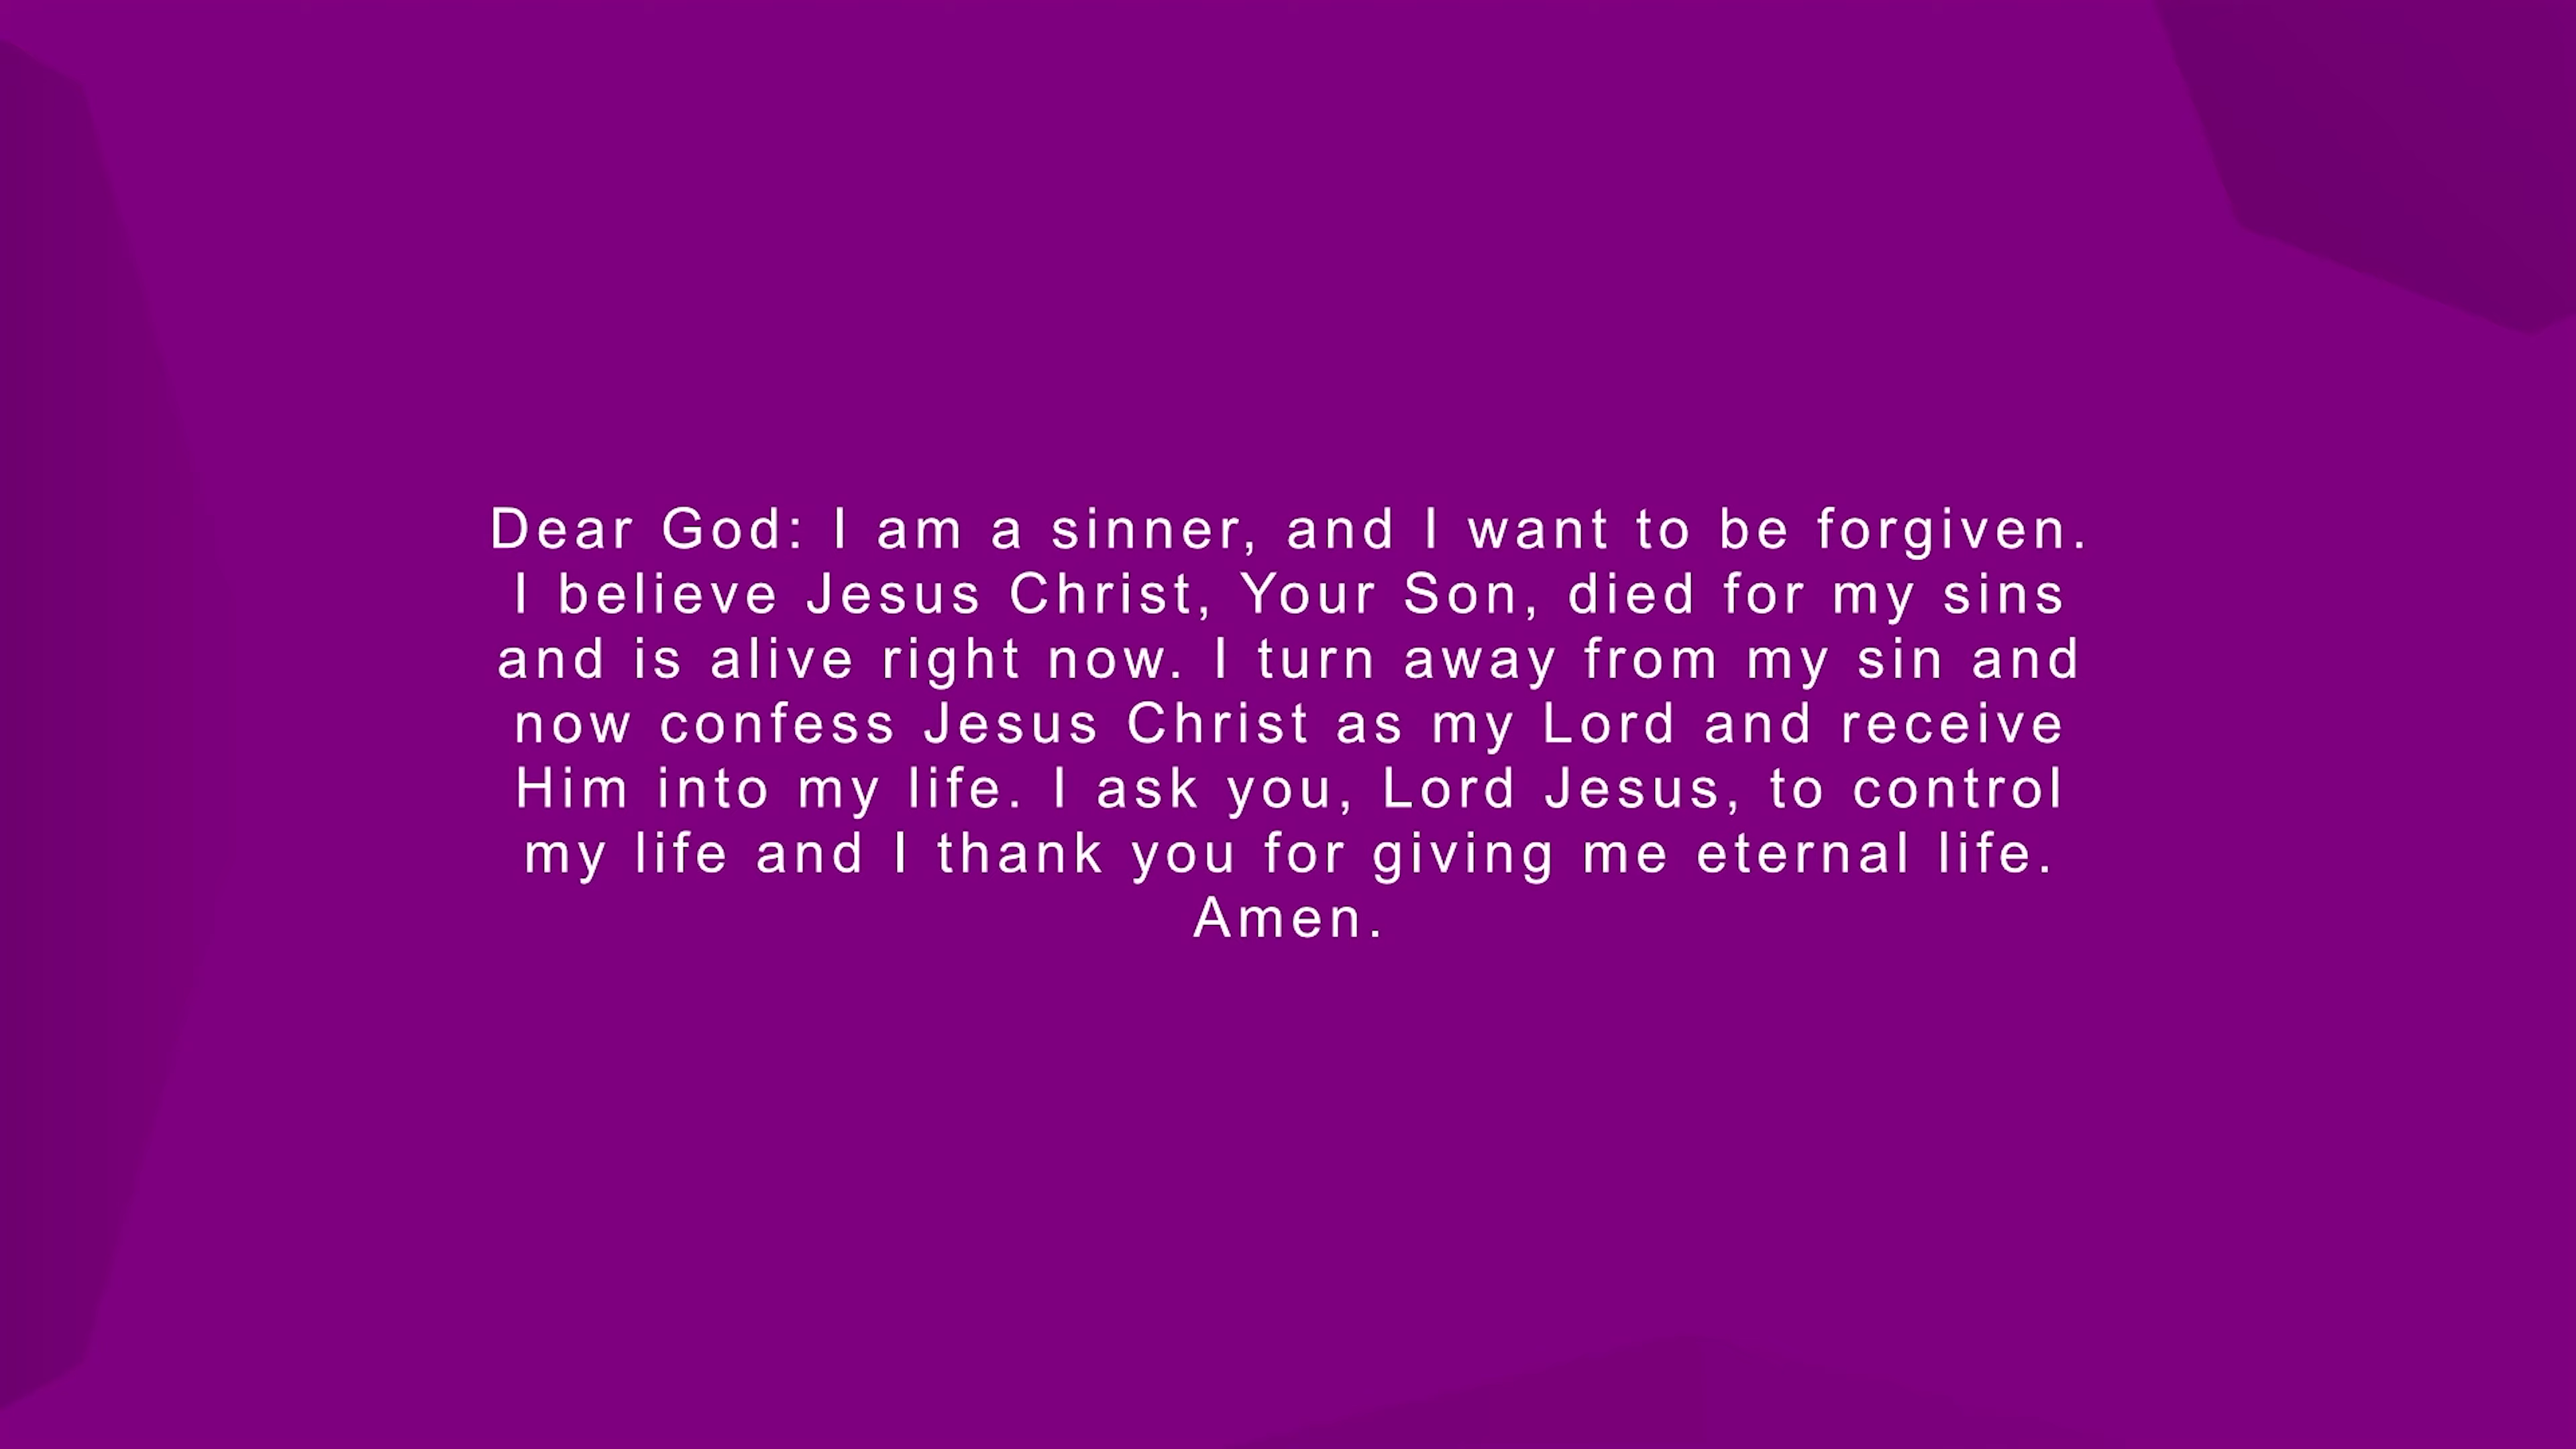 Dear God: I am a sinner, and I want to be forgiven.
I believe Jesus Christ, Your Son, died for my sins
and is alive right now. I turn away from my sin and
now confess Jesus Christ as my Lord and receive
Him into my life. I ask you, Lord Jesus, to control
my life and I thank you for giving me eternal life.
Amen.